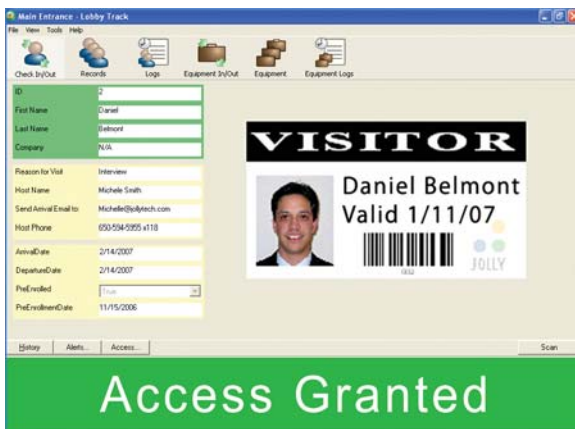 Main Entrance - Lobby Track
File View Tools Help
Check In/Out Records Logs Equipment In/Out Equipment Equipment Logs
ID 2
First Name Daniel
Last Name Belmont
Company N/A
Reason for Visit Interview
Host Name Michele Smith
Send Arrival Email to: Michelle@jollytech.com
Host Phone 650-594-5955 x118
ArrivalDate 2/14/2007
DepartureDate 2/14/2007
PreEnrolled True
PreEnrollmentDate 11/15/2006
VISITOR
Daniel Belmont
Valid 1/11/07
JOLLY
History Alerts... Access... Scan
Access Granted